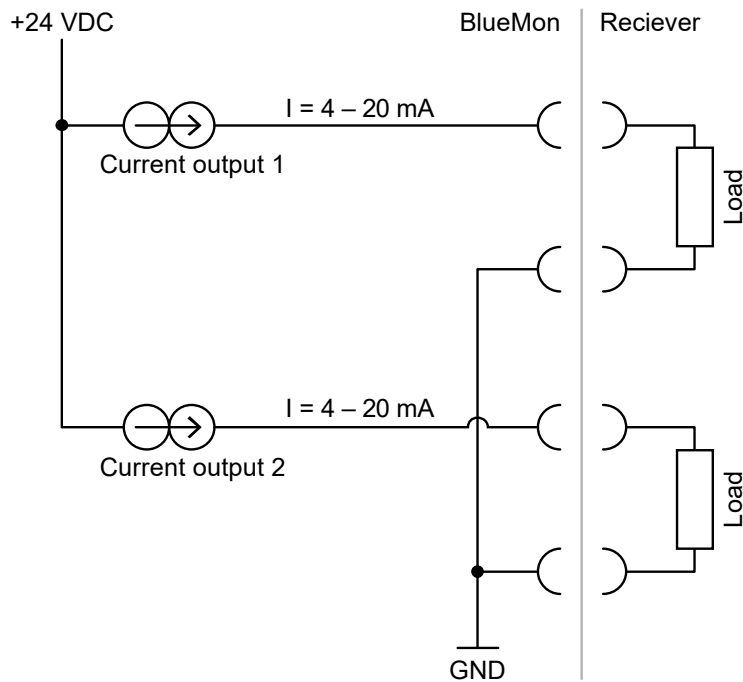 +24 VDC
BlueMon
Reciever
I = 4 – 20 mA
Current output 1
Load
I = 4 – 20 mA
Current output 2
Load
GND